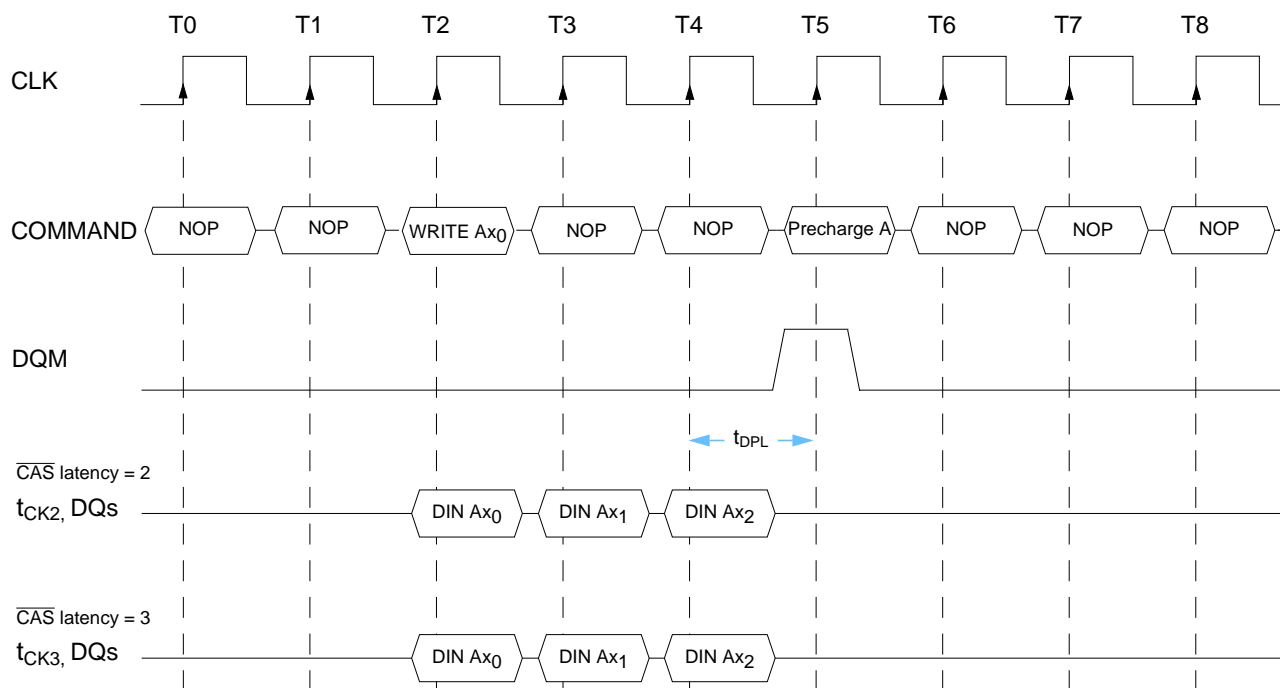 T0 T1 T2 T3 T4 T5 T6 T7 T8
CLK
COMMAND NOP NOP WRITE Ax0 NOP NOP Precharge A NOP NOP NOP
DQM
tDPL
CAS latency = 2
tCK2, DQs DIN Ax0 DIN Ax1 DIN Ax2
CAS latency = 3
tCK3, DQs DIN Ax0 DIN Ax1 DIN Ax2